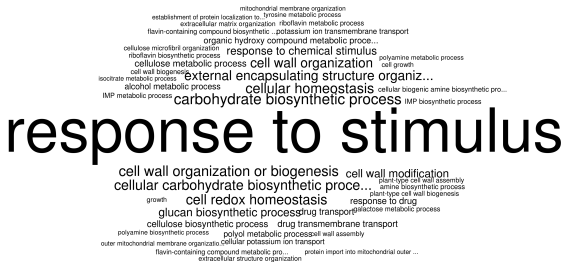 mitochondrial membrane organization
establishment of protein localization to... tyrosine metabolic process
extracellular matrix organization riboflavin metabolic process
flavin-containing compound biosynthetic ... potassium ion transmembrane transport
organic hydroxy compound metabolic proce...
cellulose microfibril organization response to chemical stimulus
riboflavin biosynthetic process polyamine metabolic process
cellulose metabolic process cell wall organization cell growth
cell wall biogenesis external encapsulating structure organiz...
isocitrate metabolic process
alcohol metabolic process cellular homeostasis cellular biogenic amine biosynthetic pro...
IMP metabolic process carbohydrate biosynthetic process IMP biosynthetic process
response to stimulus
cell wall organization or biogenesis cell wall modification
cellular carbohydrate biosynthetic proce... plant-type cell wall assembly
amine biosynthetic process
plant-type cell wall biogenesis
growth cell redox homeostasis response to drug
glucan biosynthetic process drug transport galactose metabolic process
cellulose biosynthetic process drug transmembrane transport
polyamine biosynthetic process polyol metabolic process cell wall assembly
outer mitochondrial membrane organization cellular potassium ion transport
flavin-containing compound metabolic pro... protein import into mitochondrial outer ...
extracellular structure organization